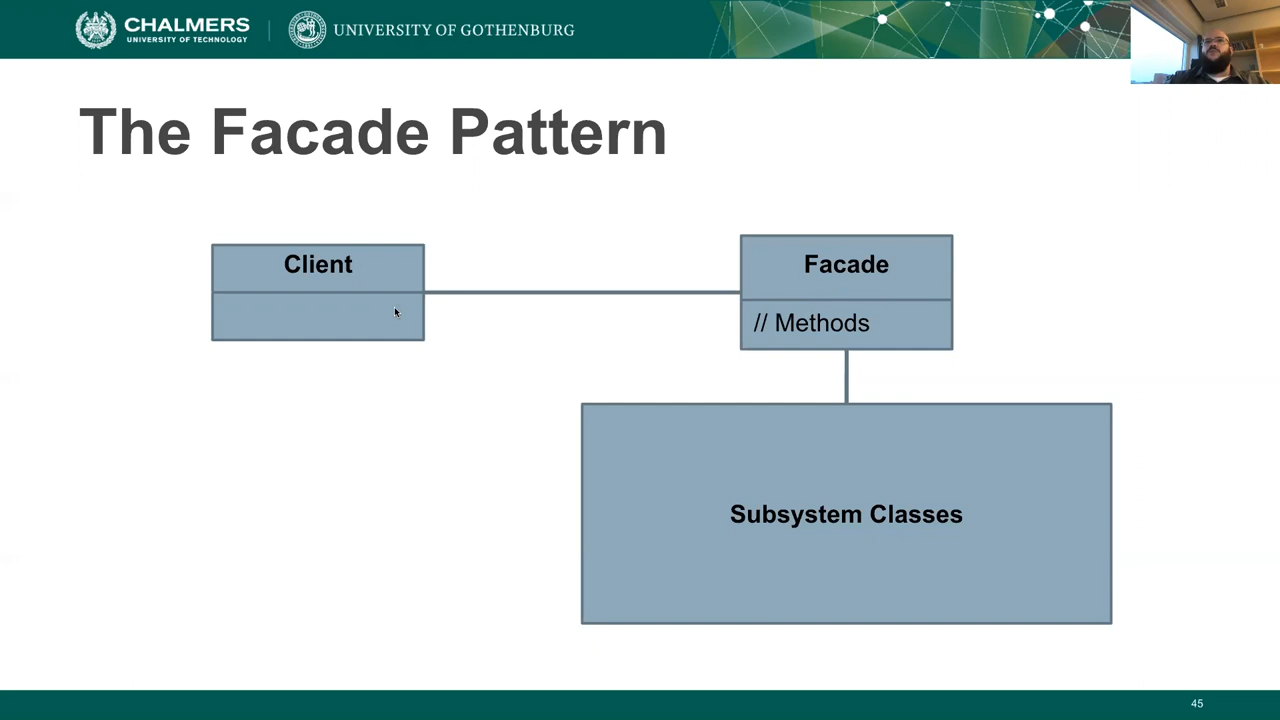 CHALMERS
UNIVERSITY OF TECHNOLOGY
UNIVERSITY OF GOTHENBURG
The Facade Pattern
Client
Facade
// Methods
Subsystem Classes
45